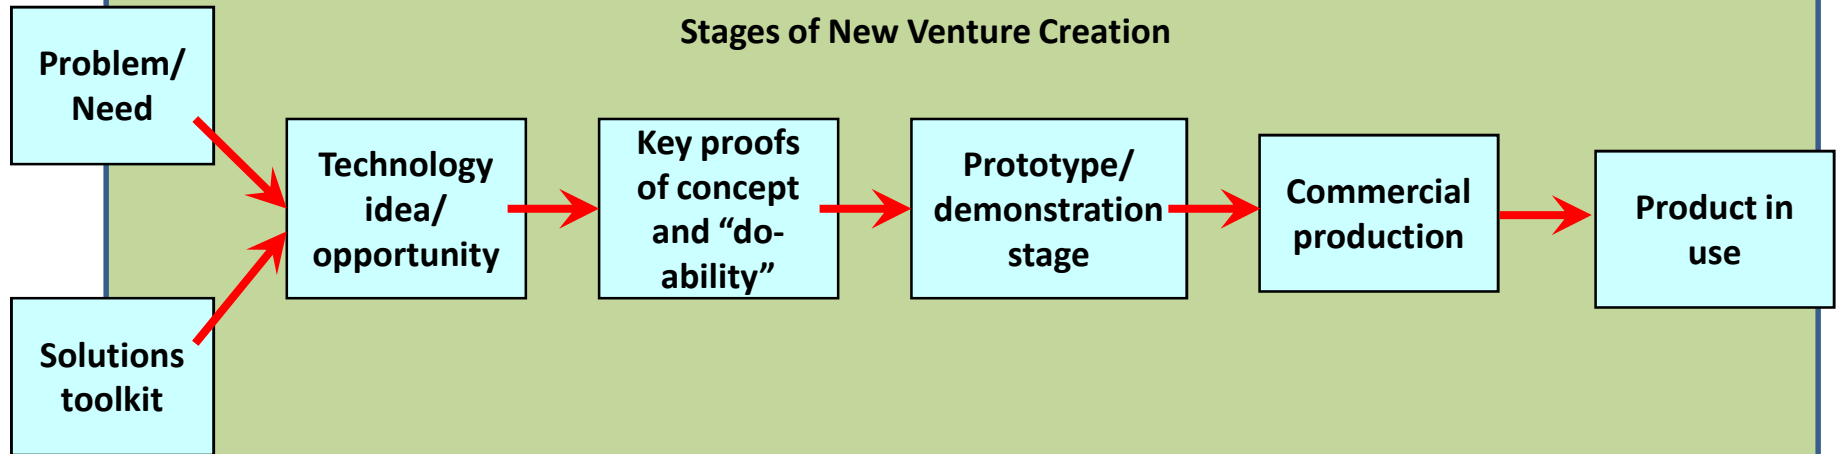 Stages of New Venture Creation
Problem/
Need
Solutions
toolkit
Technology
idea/
opportunity
Key proofs
of concept
and “do-
ability”
Prototype/
demonstration
stage
Commercial
production
Product in
use